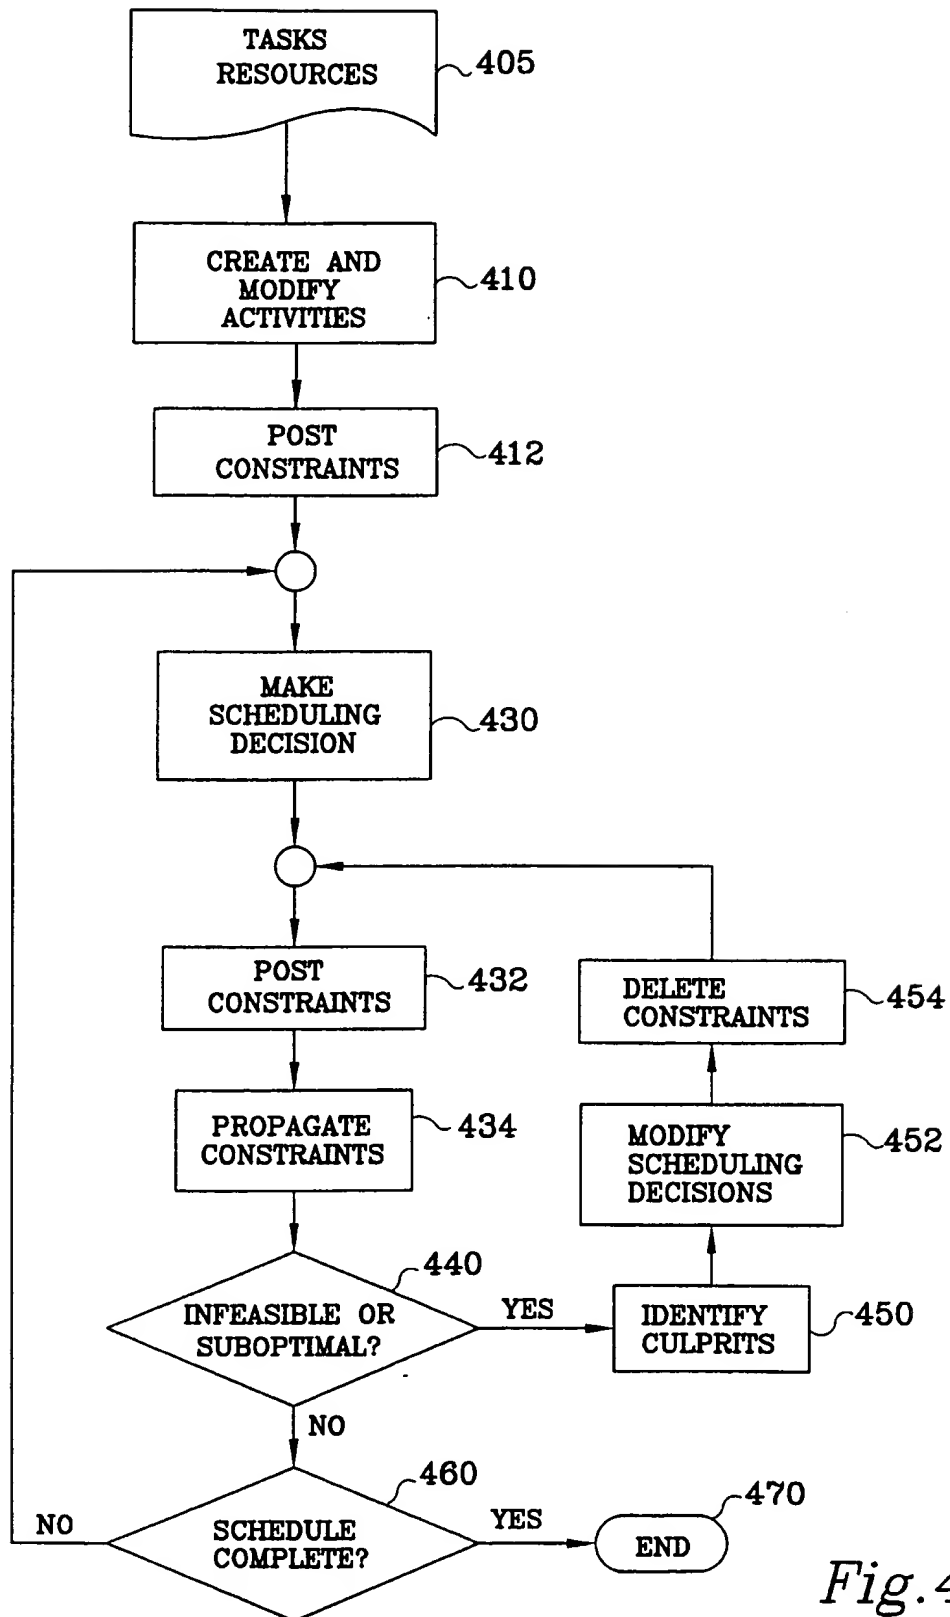 TASKS
RESOURCES
405
CREATE AND
MODIFY
ACTIVITIES
410
POST
CONSTRAINTS
412
MAKE
SCHEDULING
DECISION
430
POST
CONSTRAINTS
432
DELETE
CONSTRAINTS
454
PROPAGATE
CONSTRAINTS
434
MODIFY
SCHEDULING
DECISIONS
452
440
INFEASIBLE OR
SUBOPTIMAL?
YES
IDENTIFY
CULPRITS
450
NO
460
NO
SCHEDULE
COMPLETE?
YES
470
END
Fig.4